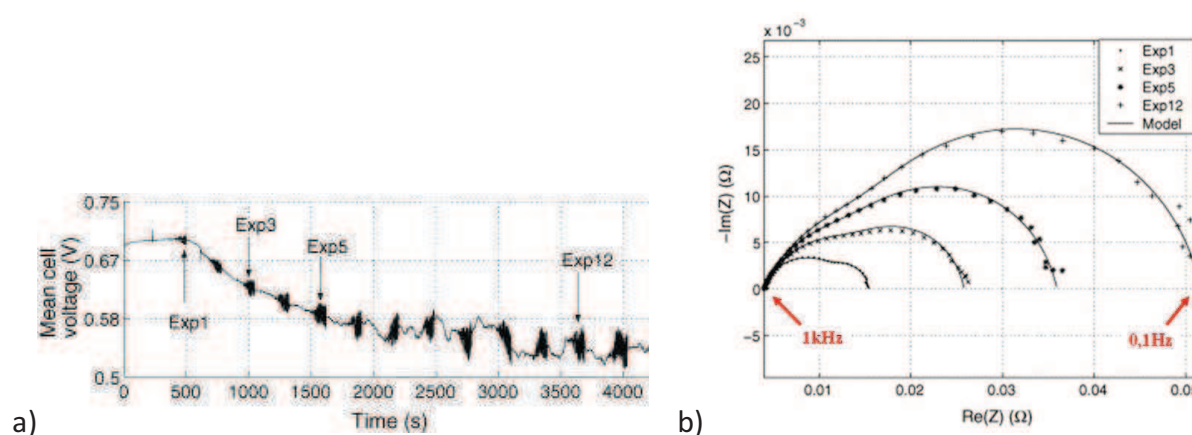 0.75
0.67
0.58
0.5
Mean cell
voltage (V)
Exp1
Exp3
Exp5
Exp12
0 500 1000 1500 2000 2500 3000 3500 4000
Time (s)
a)
x 10⁻³
25
20
15
10
5
0
−5
−Im(Z) (Ω)
Exp1
Exp3
Exp5
Exp12
Model
1kHz
0,1Hz
0.01 0.02 0.03 0.04 0.0
Re(Z) (Ω)
b)